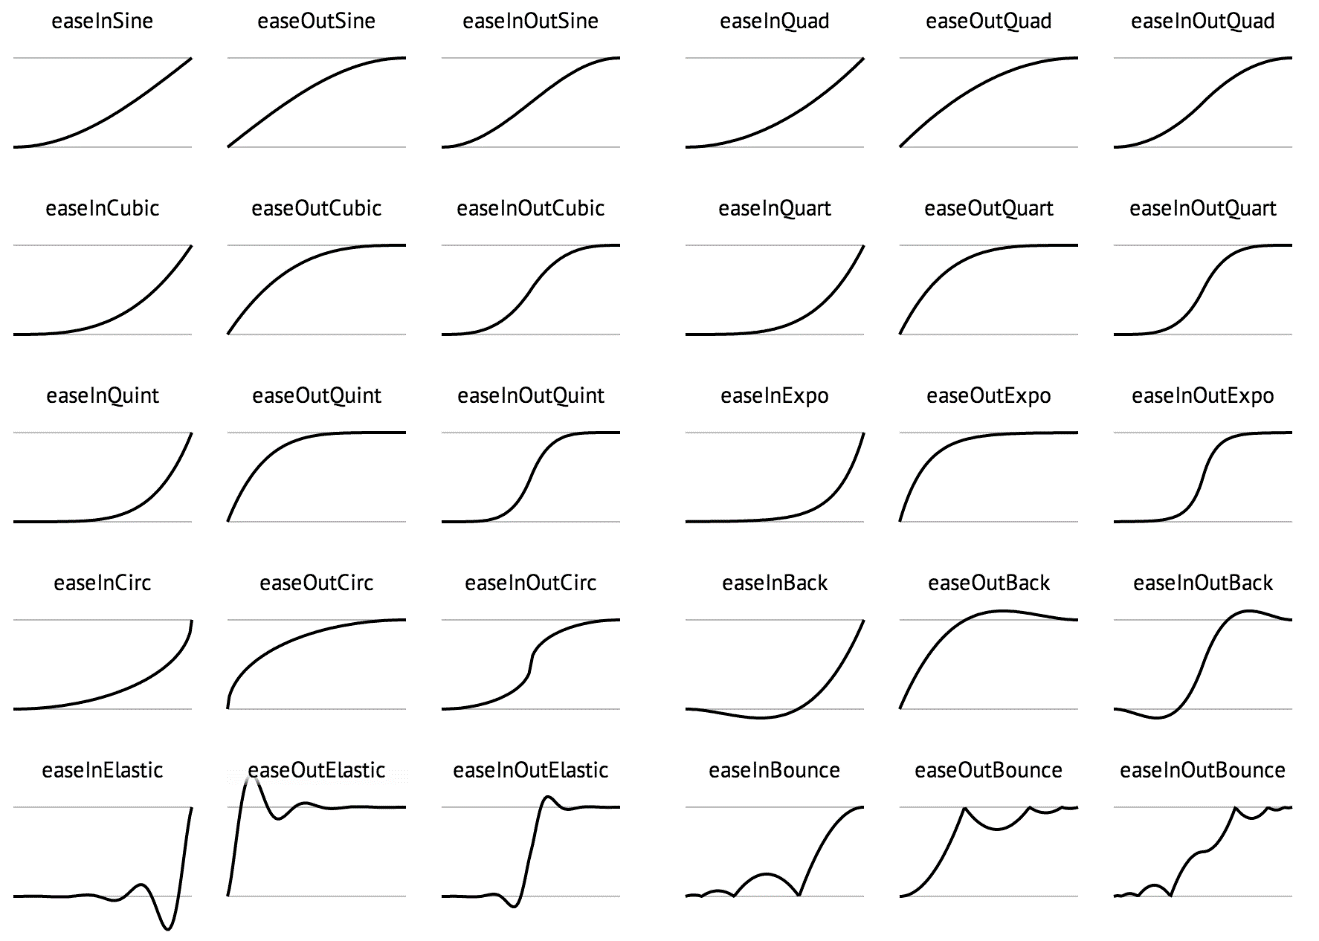 easeInSine easeOutSine easeInOutSine easeInQuad easeOutQuad easeInOutQuad
easeInCubic easeOutCubic easeInOutCubic easeInQuart easeOutQuart easeInOutQuart
easeInQuint easeOutQuint easeInOutQuint easeInExpo easeOutExpo easeInOutExpo
easeInCirc easeOutCirc easeInOutCirc easeInBack easeOutBack easeInOutBack
easeInElastic easeOutElastic easeInOutElastic easeInBounce easeOutBounce easeInOutBounce